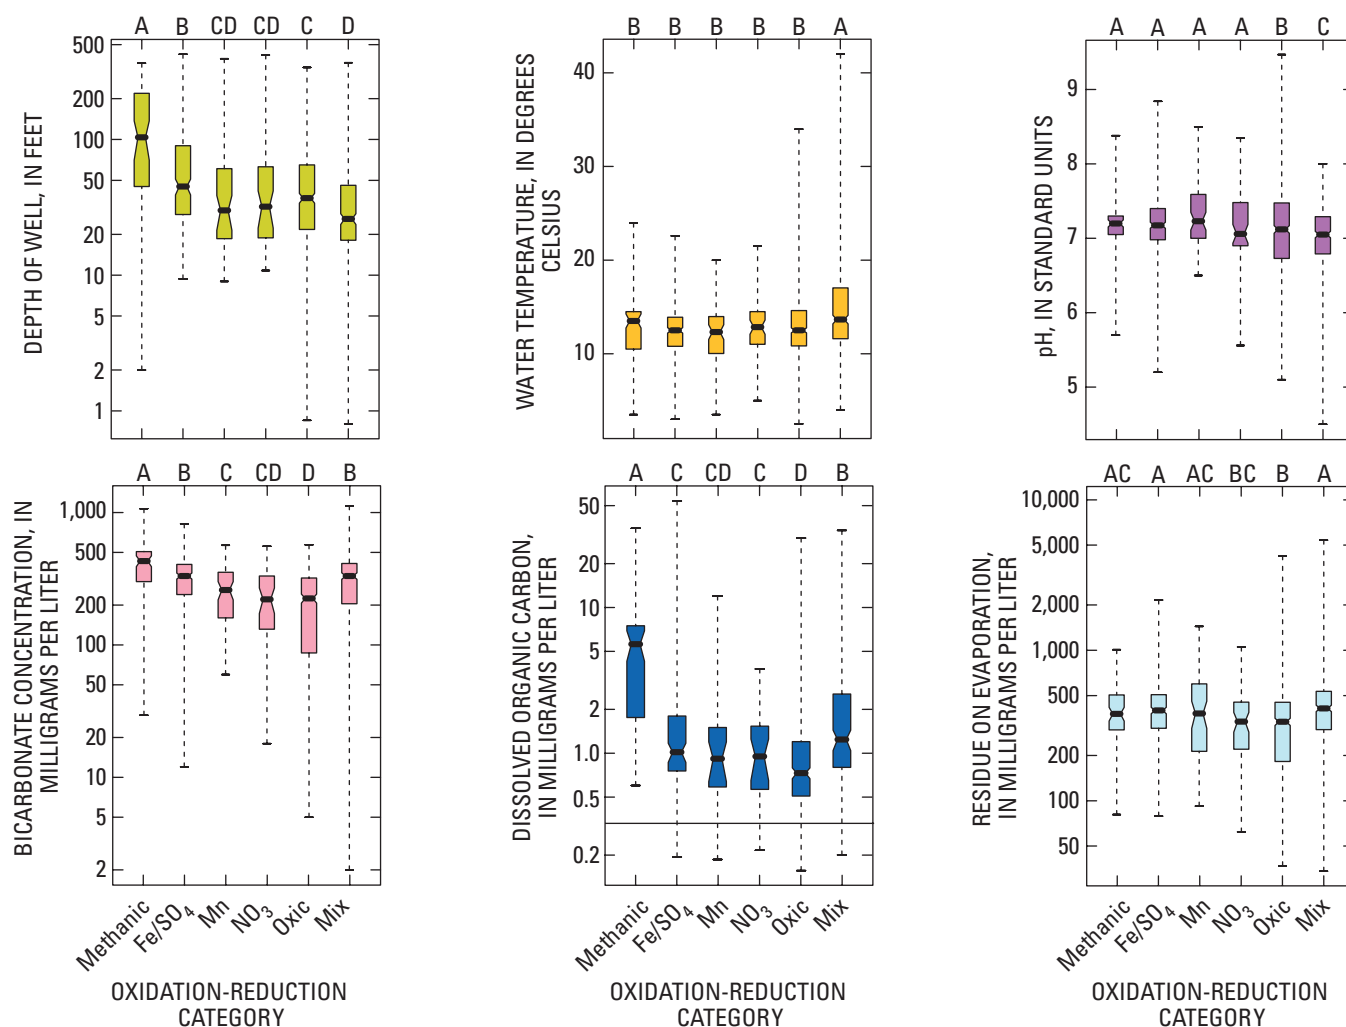 A B CD CD C D
DEPTH OF WELL, IN FEET
500
200
100
50
20
10
5
2
1
B B B B B A
WATER TEMPERATURE, IN DEGREES
CELSIUS
40
30
20
10
A A A A B C
pH, IN STANDARD UNITS
9
8
7
6
5
A B C CD D B
BICARBONATE CONCENTRATION, IN
MILLIGRAMS PER LITER
1,000
500
200
100
50
20
10
5
2
Methanic
Fe/SO4
Mn
NO3
Oxic
Mix
OXIDATION-REDUCTION
CATEGORY
A C CD C D B
DISSOLVED ORGANIC CARBON,
IN MILLIGRAMS PER LITER
50
20
10
5
2
1.0
0.5
0.2
Methanic
Fe/SO4
Mn
NO3
Oxic
Mix
OXIDATION-REDUCTION
CATEGORY
AC A AC BC B A
RESIDUE ON EVAPORATION,
IN MILLIGRAMS PER LITER
10,000
5,000
2,000
1,000
500
200
100
50
Methanic
Fe/SO4
Mn
NO3
Oxic
Mix
OXIDATION-REDUCTION
CATEGORY